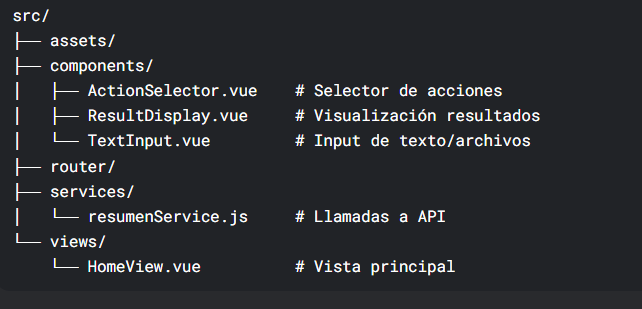 src/
├── assets/
├── components/
│   ├── ActionSelector.vue    # Selector de acciones
│   ├── ResultDisplay.vue     # Visualización resultados
│   └── TextInput.vue         # Input de texto/archivos
├── router/
├── services/
│   └── resumenService.js     # Llamadas a API
└── views/
    └── HomeView.vue          # Vista principal